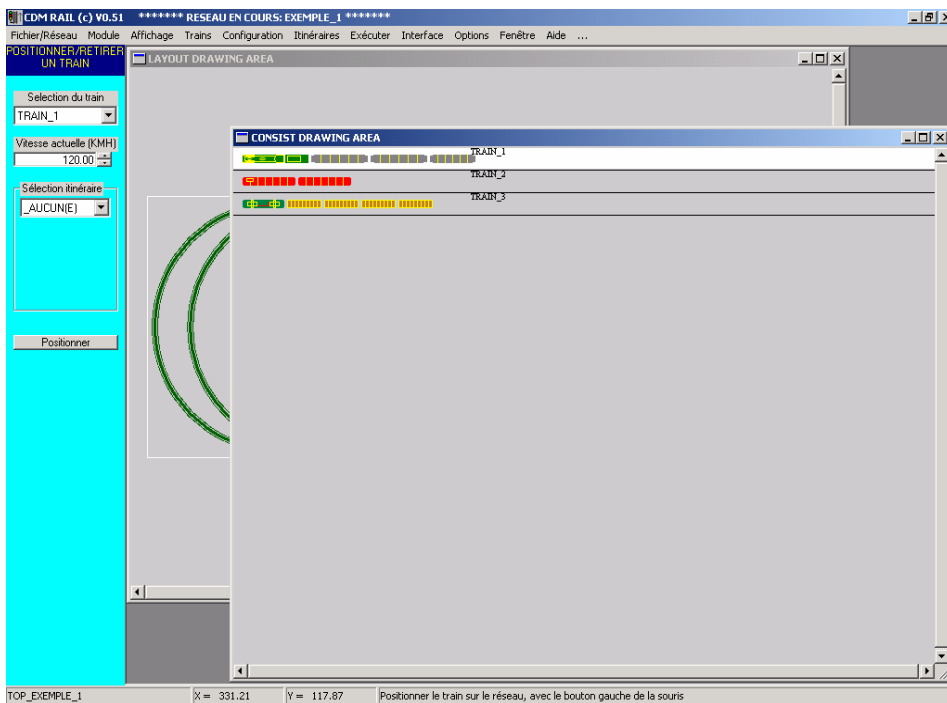 CDM RAIL (c) V0.51 ******* RESEAU EN COURS: EXEMPLE_1 *******
Fichier/Réseau Module Affichage Trains Configuration Itinéraires Exécuter Interface Options Fenêtre Aide ...
POSITIONNER/RETIRER
UN TRAIN
LAYOUT DRAWING AREA
Selection du train
TRAIN_1
Vitesse actuelle (KMH)
120.00
Sélection itinéraire
_AUCUN(E)
Positionner
CONSIST DRAWING AREA
TRAIN_1
TRAIN_2
TRAIN_3
TOP_EXEMPLE_1 X = 331.21 Y = 117.87 Positionner le train sur le réseau, avec le bouton gauche de la souris